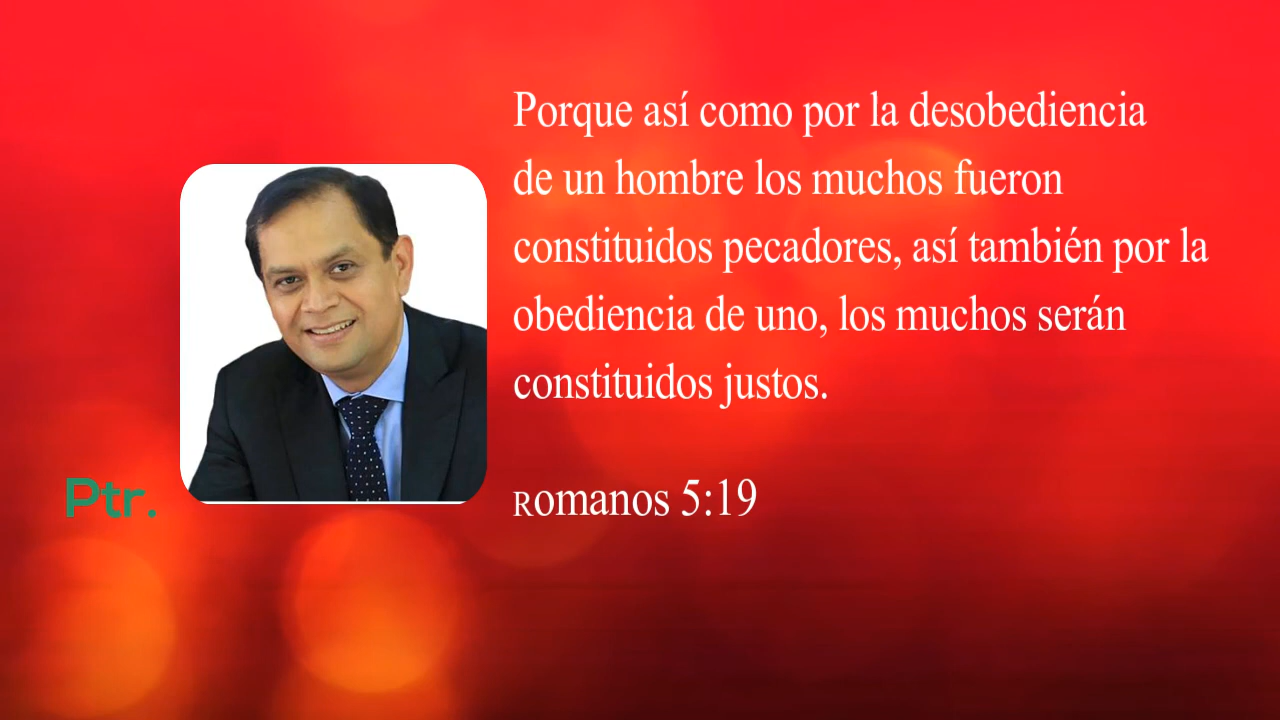 Porque así como por la desobediencia
de un hombre los muchos fueron
constituidos pecadores, así también por la
obediencia de uno, los muchos serán
constituidos justos.
Romanos 5:19
Ptr.